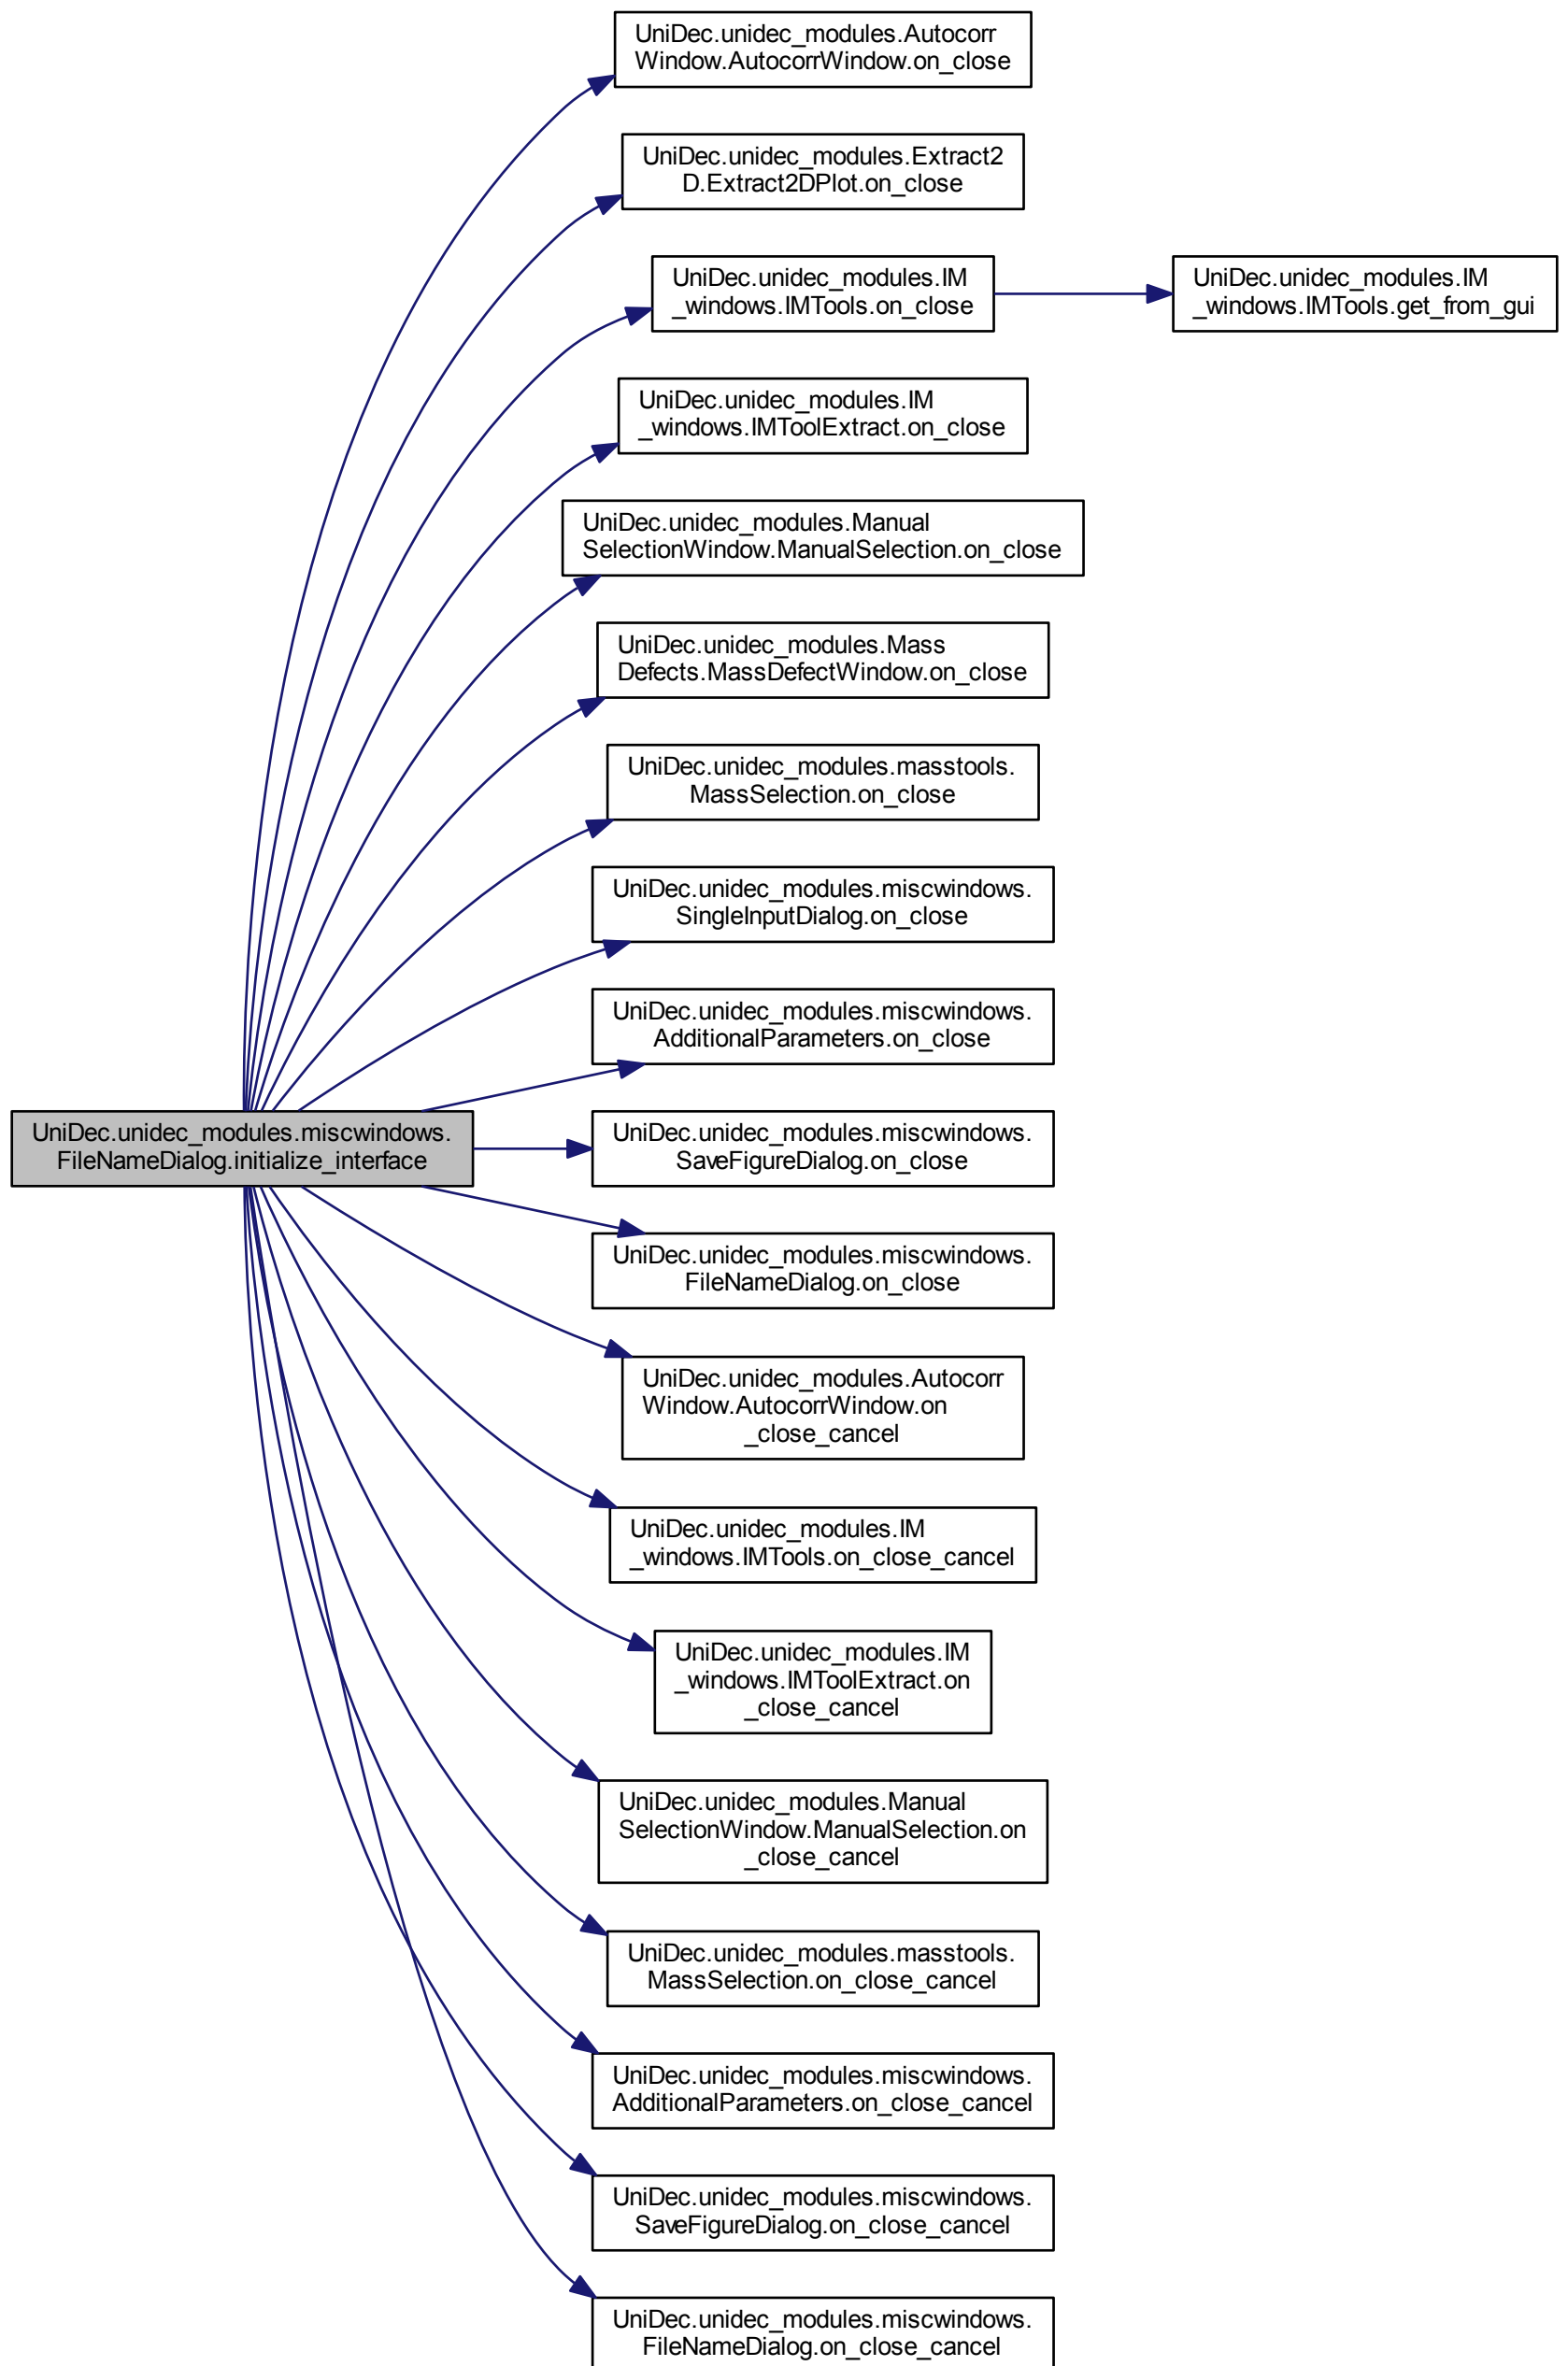 UniDec.unidec_modules.Autocorr
Window.AutocorrWindow.on_close
UniDec.unidec_modules.Extract2
D.Extract2DPlot.on_close
UniDec.unidec_modules.IM
_windows.IMTools.on_close
UniDec.unidec_modules.IM
_windows.IMTools.get_from_gui
UniDec.unidec_modules.IM
_windows.IMToolExtract.on_close
UniDec.unidec_modules.Manual
SelectionWindow.ManualSelection.on_close
UniDec.unidec_modules.Mass
Defects.MassDefectWindow.on_close
UniDec.unidec_modules.masstools.
MassSelection.on_close
UniDec.unidec_modules.miscwindows.
SingleInputDialog.on_close
UniDec.unidec_modules.miscwindows.
AdditionalParameters.on_close
UniDec.unidec_modules.miscwindows.
FileNameDialog.initialize_interface
UniDec.unidec_modules.miscwindows.
SaveFigureDialog.on_close
UniDec.unidec_modules.miscwindows.
FileNameDialog.on_close
UniDec.unidec_modules.Autocorr
Window.AutocorrWindow.on
_close_cancel
UniDec.unidec_modules.IM
_windows.IMTools.on_close_cancel
UniDec.unidec_modules.IM
_windows.IMToolExtract.on
_close_cancel
UniDec.unidec_modules.Manual
SelectionWindow.ManualSelection.on
_close_cancel
UniDec.unidec_modules.masstools.
MassSelection.on_close_cancel
UniDec.unidec_modules.miscwindows.
AdditionalParameters.on_close_cancel
UniDec.unidec_modules.miscwindows.
SaveFigureDialog.on_close_cancel
UniDec.unidec_modules.miscwindows.
FileNameDialog.on_close_cancel